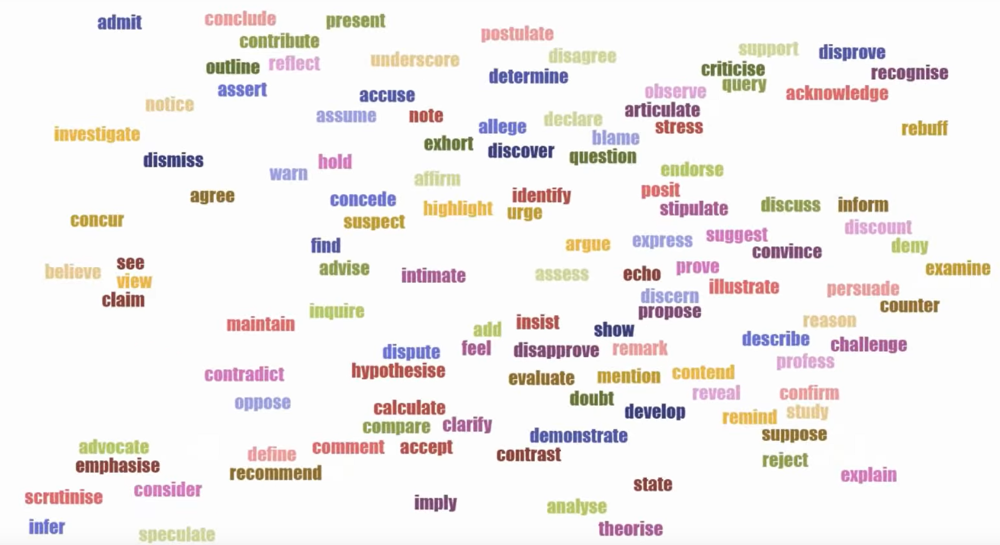 admit
conclude
present
contribute
postulate
outline
reflect
underscore
disagree
support
disprove
criticise
recognise
determine
query
assert
accuse
observe
acknowledge
notice
assume
note
articulate
declare
stress
allege
rebuff
investigate
blame
exhort
discover
question
dismiss
hold
warn
affirm
endorse
agree
concede
identify
posit
highlight
urge
stipulate
discuss
inform
concur
suspect
discount
find
argue
express
suggest
convince
deny
see
believe
view
advise
intimate
assess
echo
prove
examine
claim
illustrate
persuade
discern
counter
inquire
propose
maintain
insist
reason
add
show
describe
challenge
dispute
feel
disapprove
remark
profess
contradict
hypothesise
evaluate
mention
contend
oppose
doubt
reveal
confirm
calculate
develop
remind
study
compare
clarify
demonstrate
suppose
advocate
define
comment
accept
contrast
reject
emphasise
recommend
explain
scrutinise
consider
state
imply
analyse
infer
speculate
theorise